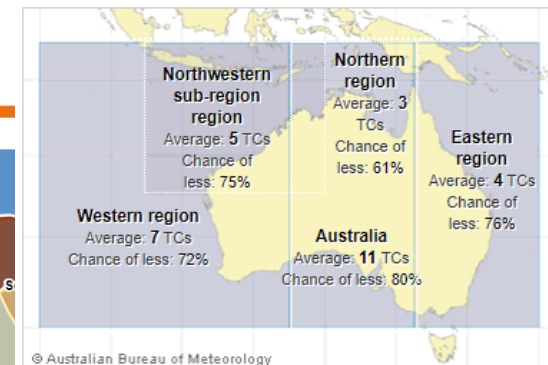 Northwestern
sub-region
region
Average: 5 TCs
Chance of
less: 75%
Northern
region
Average: 3
TCs
Chance of
less: 61%
Eastern
region
Average: 4 TCs
Chance of
less: 76%
Western region
Average: 7 TCs
Chance of less: 72%
Australia
Average: 11 TCs
Chance of less: 80%
© Australian Bureau of Meteorology